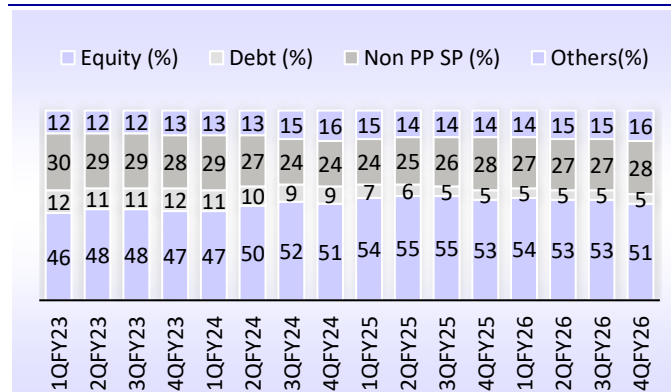 Equity (%) Debt (%) Non PP SP (%) Others(%)
12 12 12 13 13 13 15 16 15 14 14 14 14 15 15 16
30 29 29 28 29 27 24 24 24 25 26 28 27 27 27 28
12 11 11 12 11 10 9 9 7 6 5 5 5 5 5 5
46 48 48 47 47 50 52 51 54 55 55 53 54 53 53 51
1QFY23
2QFY23
3QFY23
4QFY23
1QFY24
2QFY24
3QFY24
4QFY24
1QFY25
2QFY25
3QFY25
4QFY25
1QFY26
2QFY26
3QFY26
4QFY26